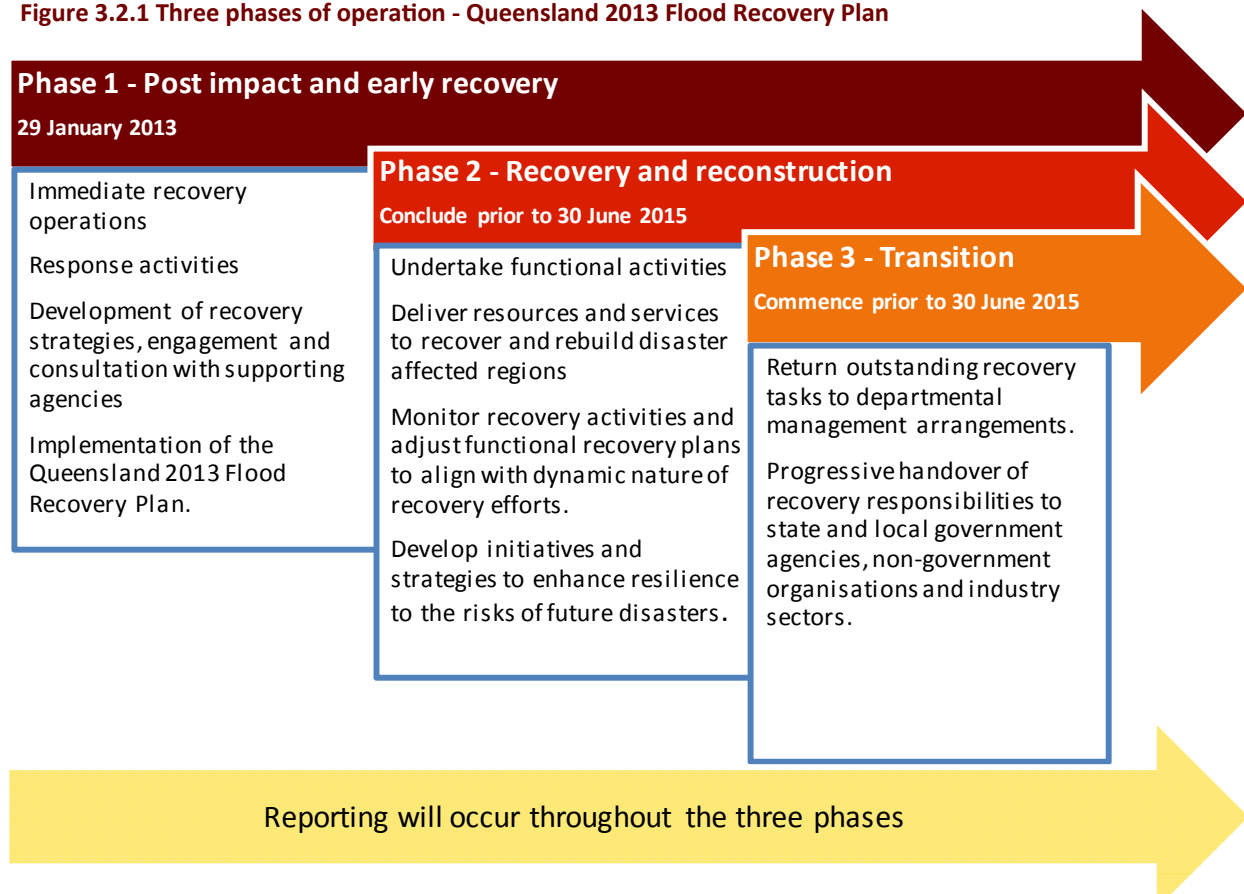 Figure 3.2.1 Three phases of operation - Queensland 2013 Flood Recovery Plan
Phase 1 - Post impact and early recovery
29 January 2013
Immediate recovery
operations
Response activities
Development of recovery
strategies, engagement and
consultation with supporting
agencies
Implementation of the
Queensland 2013 Flood
Recovery Plan.
Phase 2 - Recovery and reconstruction
Conclude prior to 30 June 2015
Undertake functional activities
Deliver resources and services
to recover and rebuild disaster
affected regions
Monitor recovery activities and
adjust functional recovery plans
to align with dynamic nature of
recovery efforts.
Develop initiatives and
strategies to enhance resilience
to the risks of future disasters.
Phase 3 - Transition
Commence prior to 30 June 2015
Return outstanding recovery
tasks to departmental
management arrangements.
Progressive handover of
recovery responsibilities to
state and local government
agencies, non-government
organisations and industry
sectors.
Reporting will occur throughout the three phases